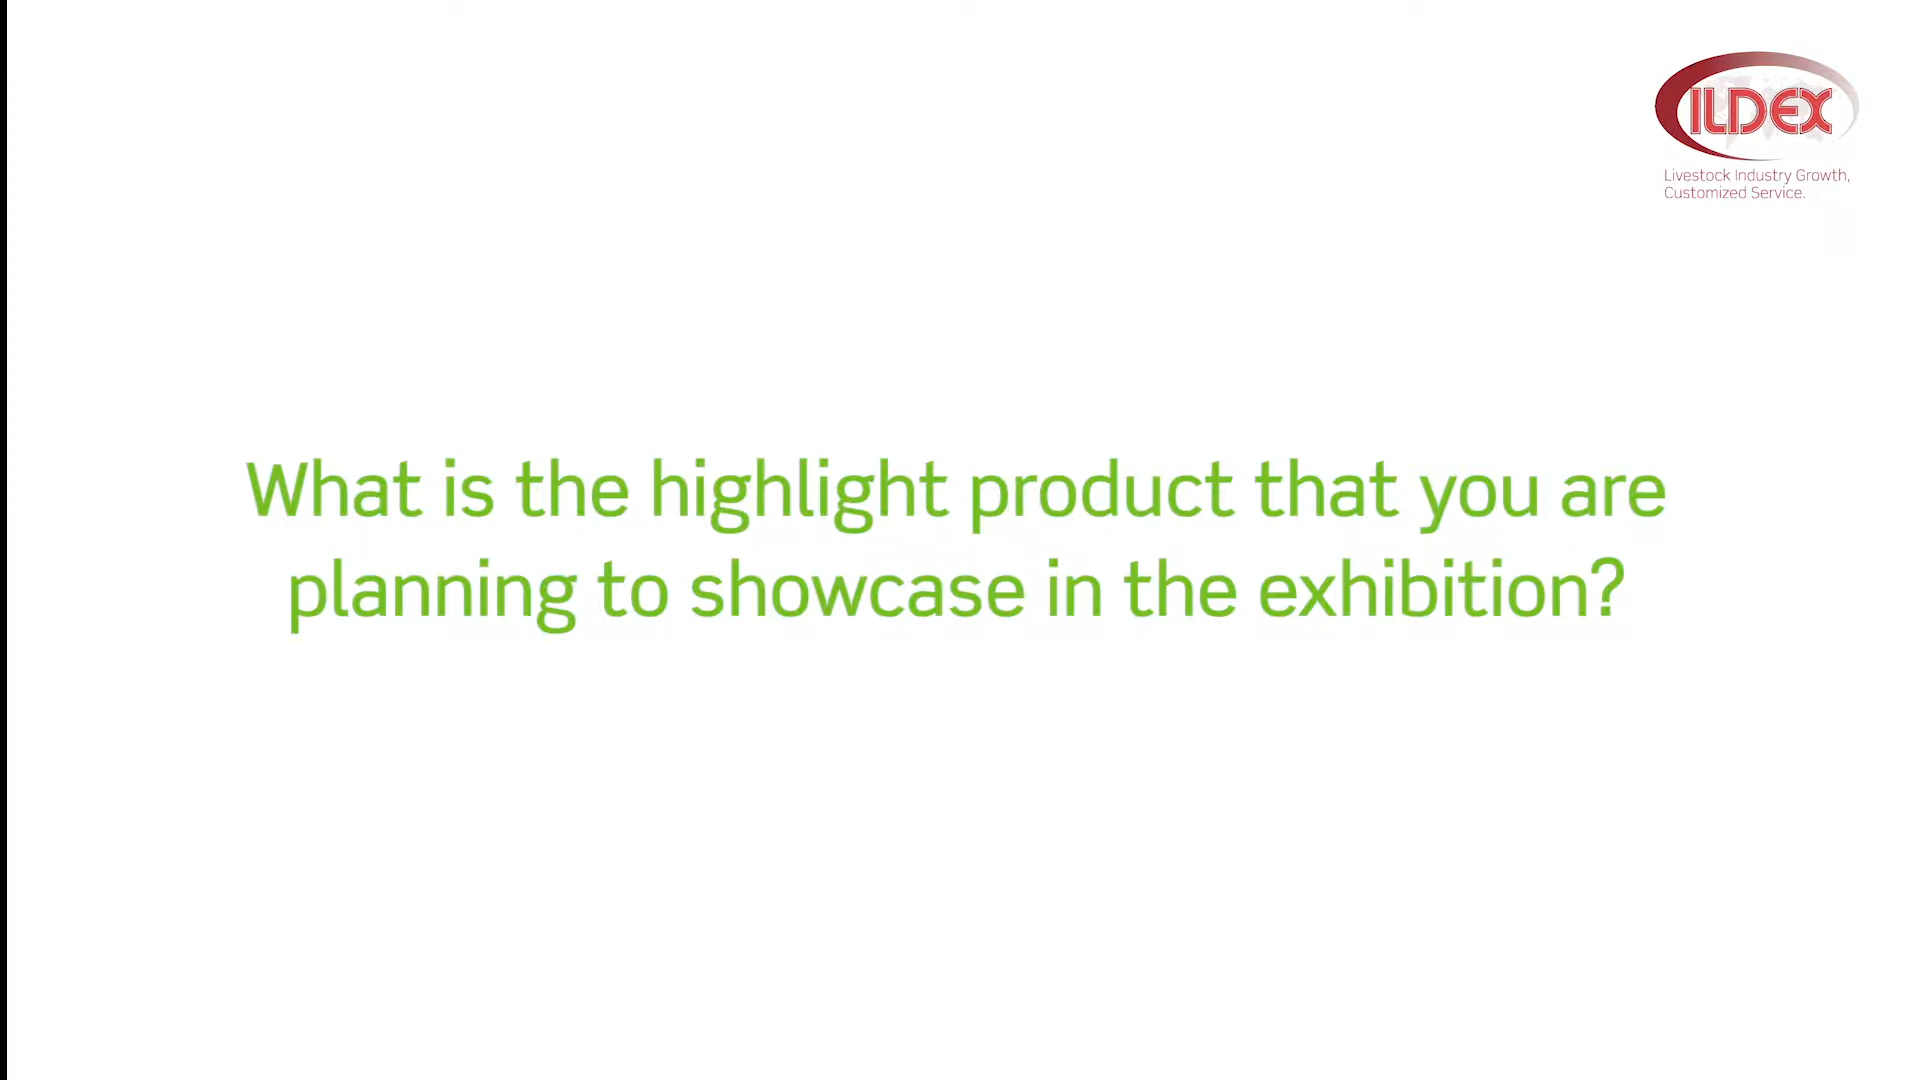 ILDEX
Livestock Industry Growth,
Customized Service.
What is the highlight product that you are
planning to showcase in the exhibition?